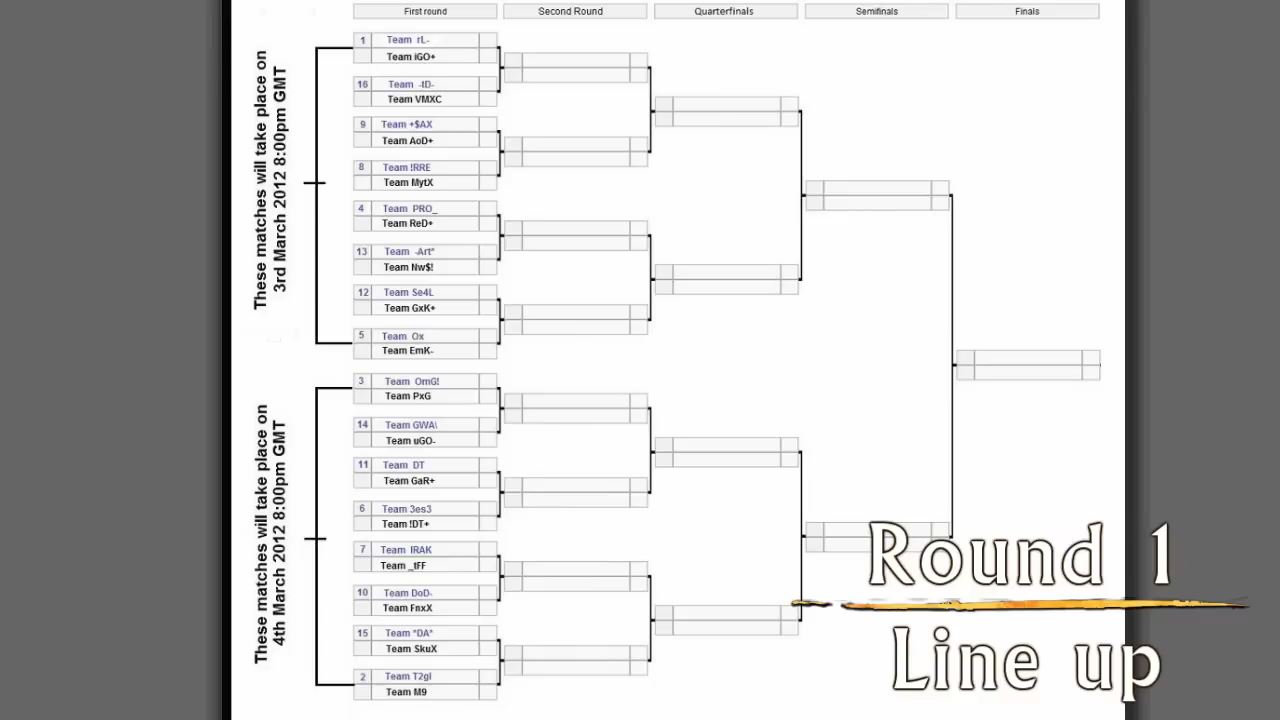 First round
Second Round
Quarterfinals
Semifinals
Finals
These matches will take place on
3rd March 2012 8:00pm GMT
1 Team rL-
Team iGO+
16 Team -tD-
Team VMXC
9 Team +$AX
Team AoD+
8 Team !RRE
Team MytX
4 Team PRO_
Team ReD+
13 Team -Art*
Team Nw$!
12 Team Se4L
Team GxK+
5 Team Ox
Team EmK-
These matches will take place on
4th March 2012 8:00pm GMT
3 Team OmG!
Team PxG
14 Team GWA\
Team uGO-
11 Team DT
Team GaR+
6 Team 3es3
Team !DT+
7 Team IRAK
Team _tFF
10 Team DoD-
Team FnxX
15 Team *DA*
Team SkuX
2 Team T2gI
Team M9
Round 1
Line up